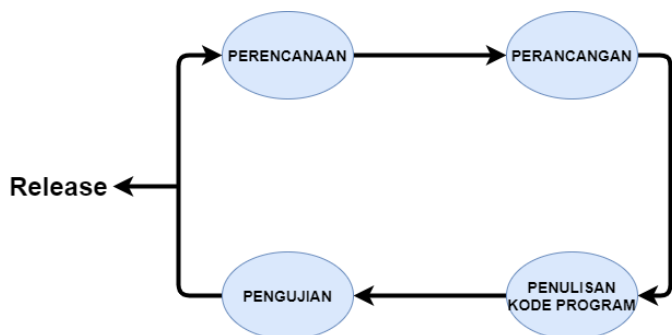 PERENCANAAN
PERANCANGAN
Release
PENGUJIAN
PENULISAN
KODE PROGRAM